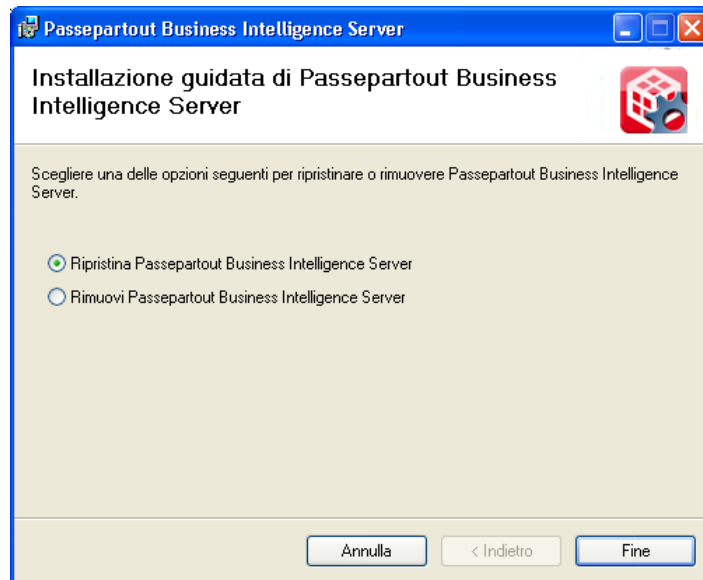 Passepartout Business Intelligence Server
Installazione guidata di Passepartout Business
Intelligence Server
Scegliere una delle opzioni seguenti per ripristinare o rimuovere Passepartout Business Intelligence
Server.
Ripristina Passepartout Business Intelligence Server
Rimuovi Passepartout Business Intelligence Server
Annulla
< Indietro
Fine